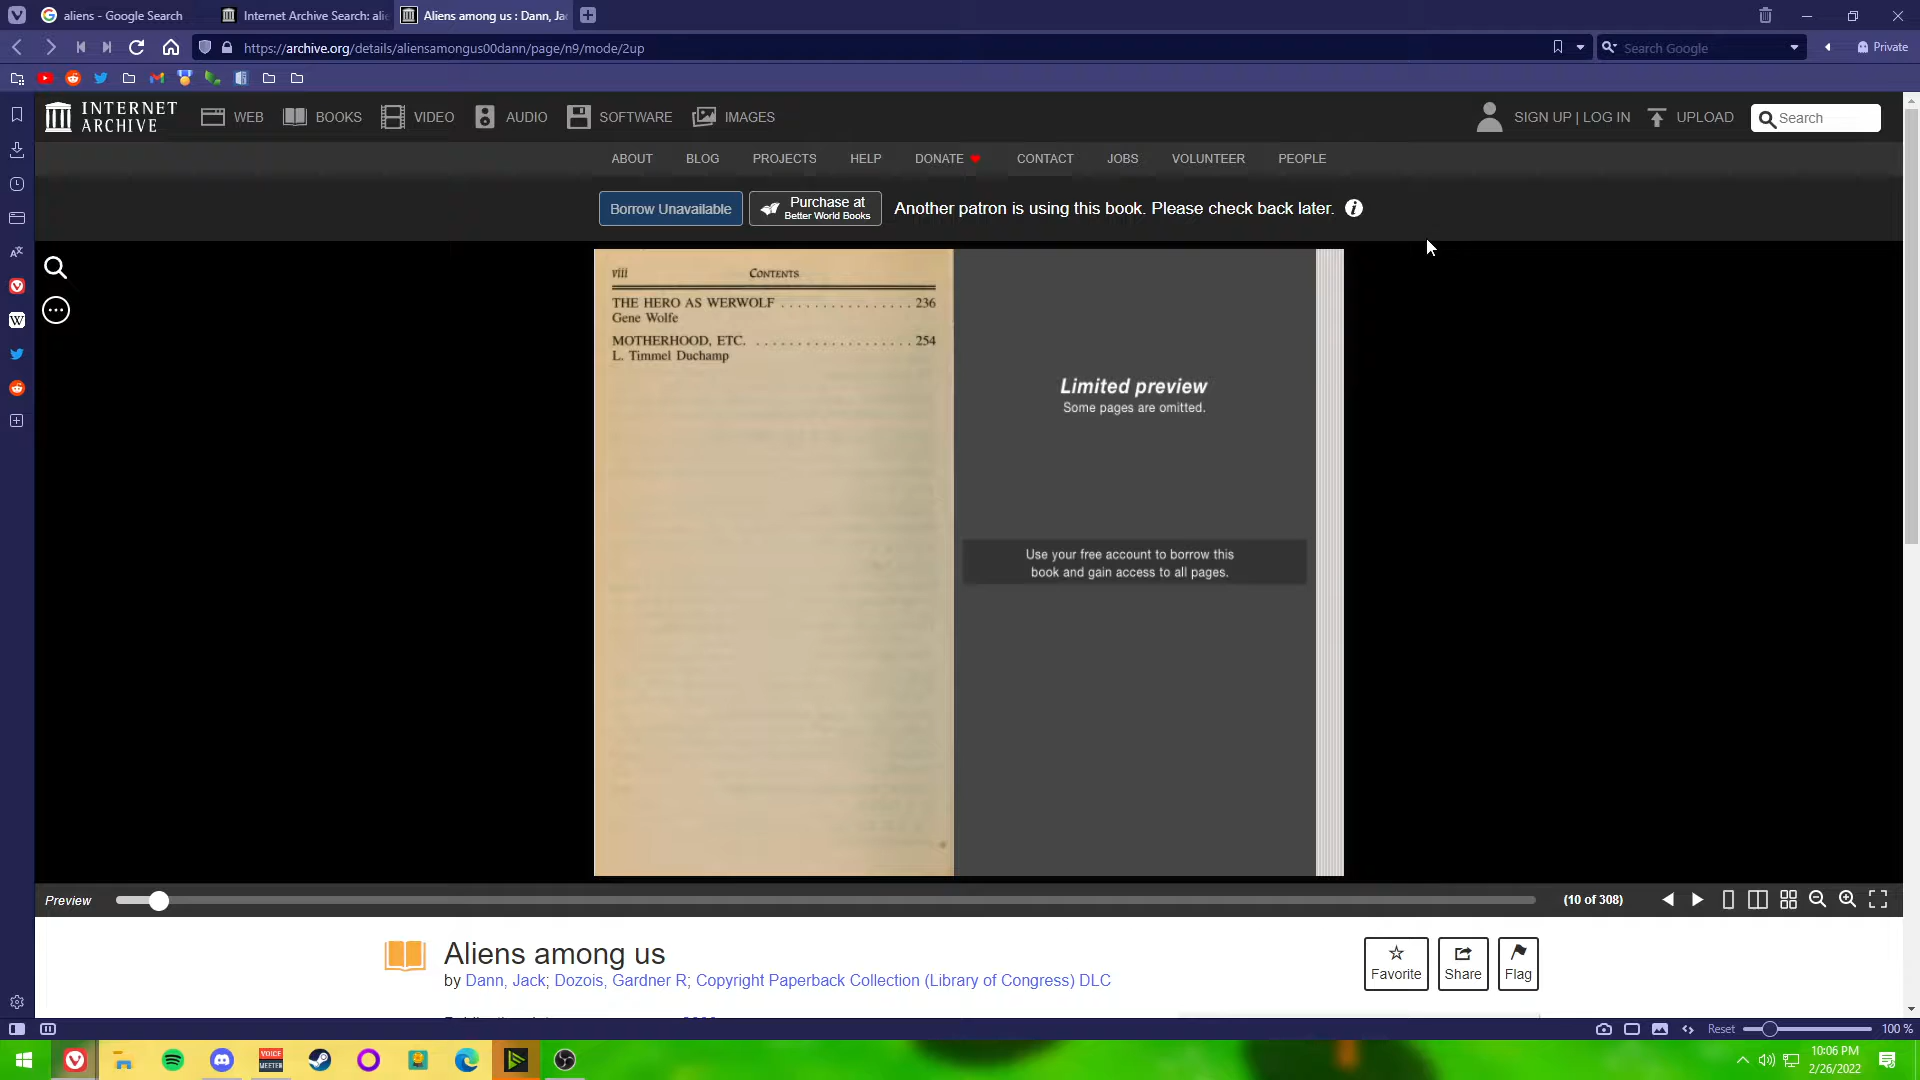 aliens - Google Search
Internet Archive Search: ali
Aliens among us : Dann, Ja
https://archive.org/details/aliensamongus00dann/page/n9/mode/2up
Search Google
Private
INTERNET ARCHIVE
WEB
BOOKS
VIDEO
AUDIO
SOFTWARE
IMAGES
SIGN UP | LOG IN
UPLOAD
Search
ABOUT
BLOG
PROJECTS
HELP
DONATE
CONTACT
JOBS
VOLUNTEER
PEOPLE
Borrow Unavailable
Purchase at
Better World Books
Another patron is using this book. Please check back later.
viii CONTENTS
THE HERO AS WERWOLF . . . . . . . . . . . . . . . . 236
Gene Wolfe
MOTHERHOOD, ETC. . . . . . . . . . . . . . . . . . . . 254
L. Timmel Duchamp
Limited preview
Some pages are omitted.
Use your free account to borrow this
book and gain access to all pages.
Preview
(10 of 308)
Aliens among us
by Dann, Jack; Dozois, Gardner R; Copyright Paperback Collection (Library of Congress) DLC
Favorite
Share
Flag
Reset
100 %
VOICE
MEETER
10:06 PM
2/26/2022